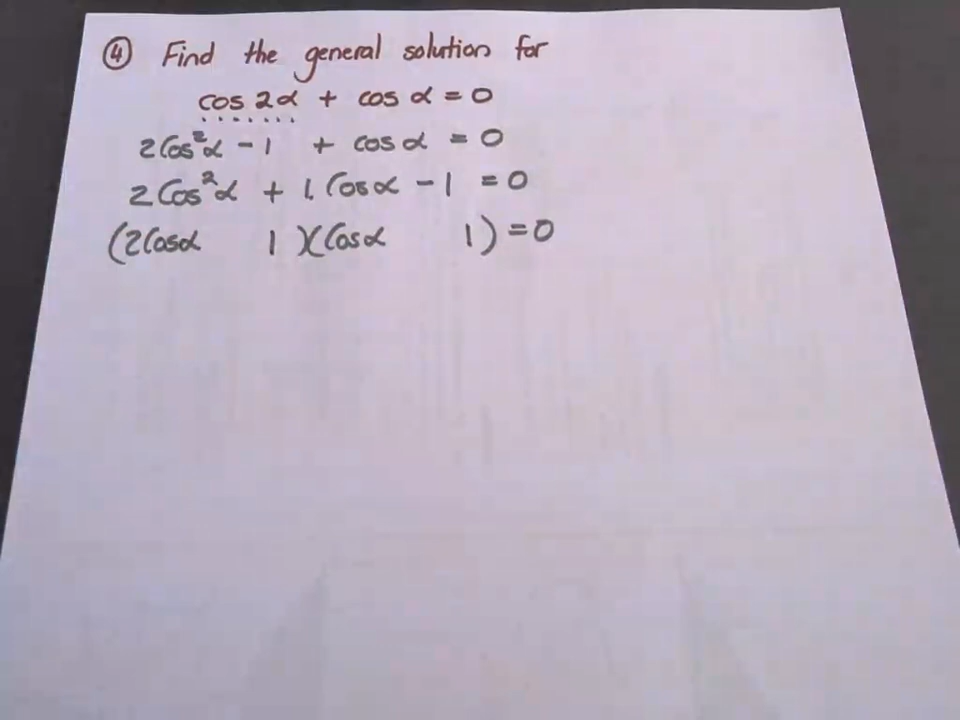 ④ Find the general solution for
cos 2α + cos α = 0
2Cos²α - 1 + cosα = 0
2Cos²α + 1.Cosα - 1 = 0
(2Cosα 1)(Cosα 1) = 0